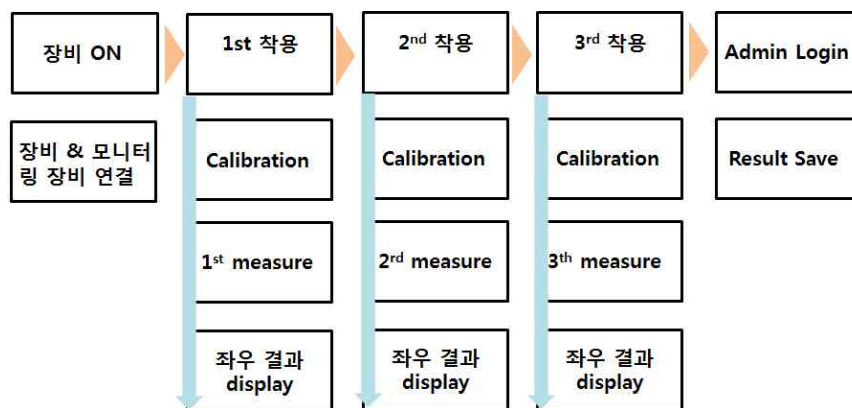 장비 ON
장비 & 모니터
링 장비 연결
1st 착용
Calibration
1st measure
좌우 결과
display
2nd 착용
Calibration
2rd measure
좌우 결과
display
3rd 착용
Calibration
3th measure
좌우 결과
display
Admin Login
Result Save